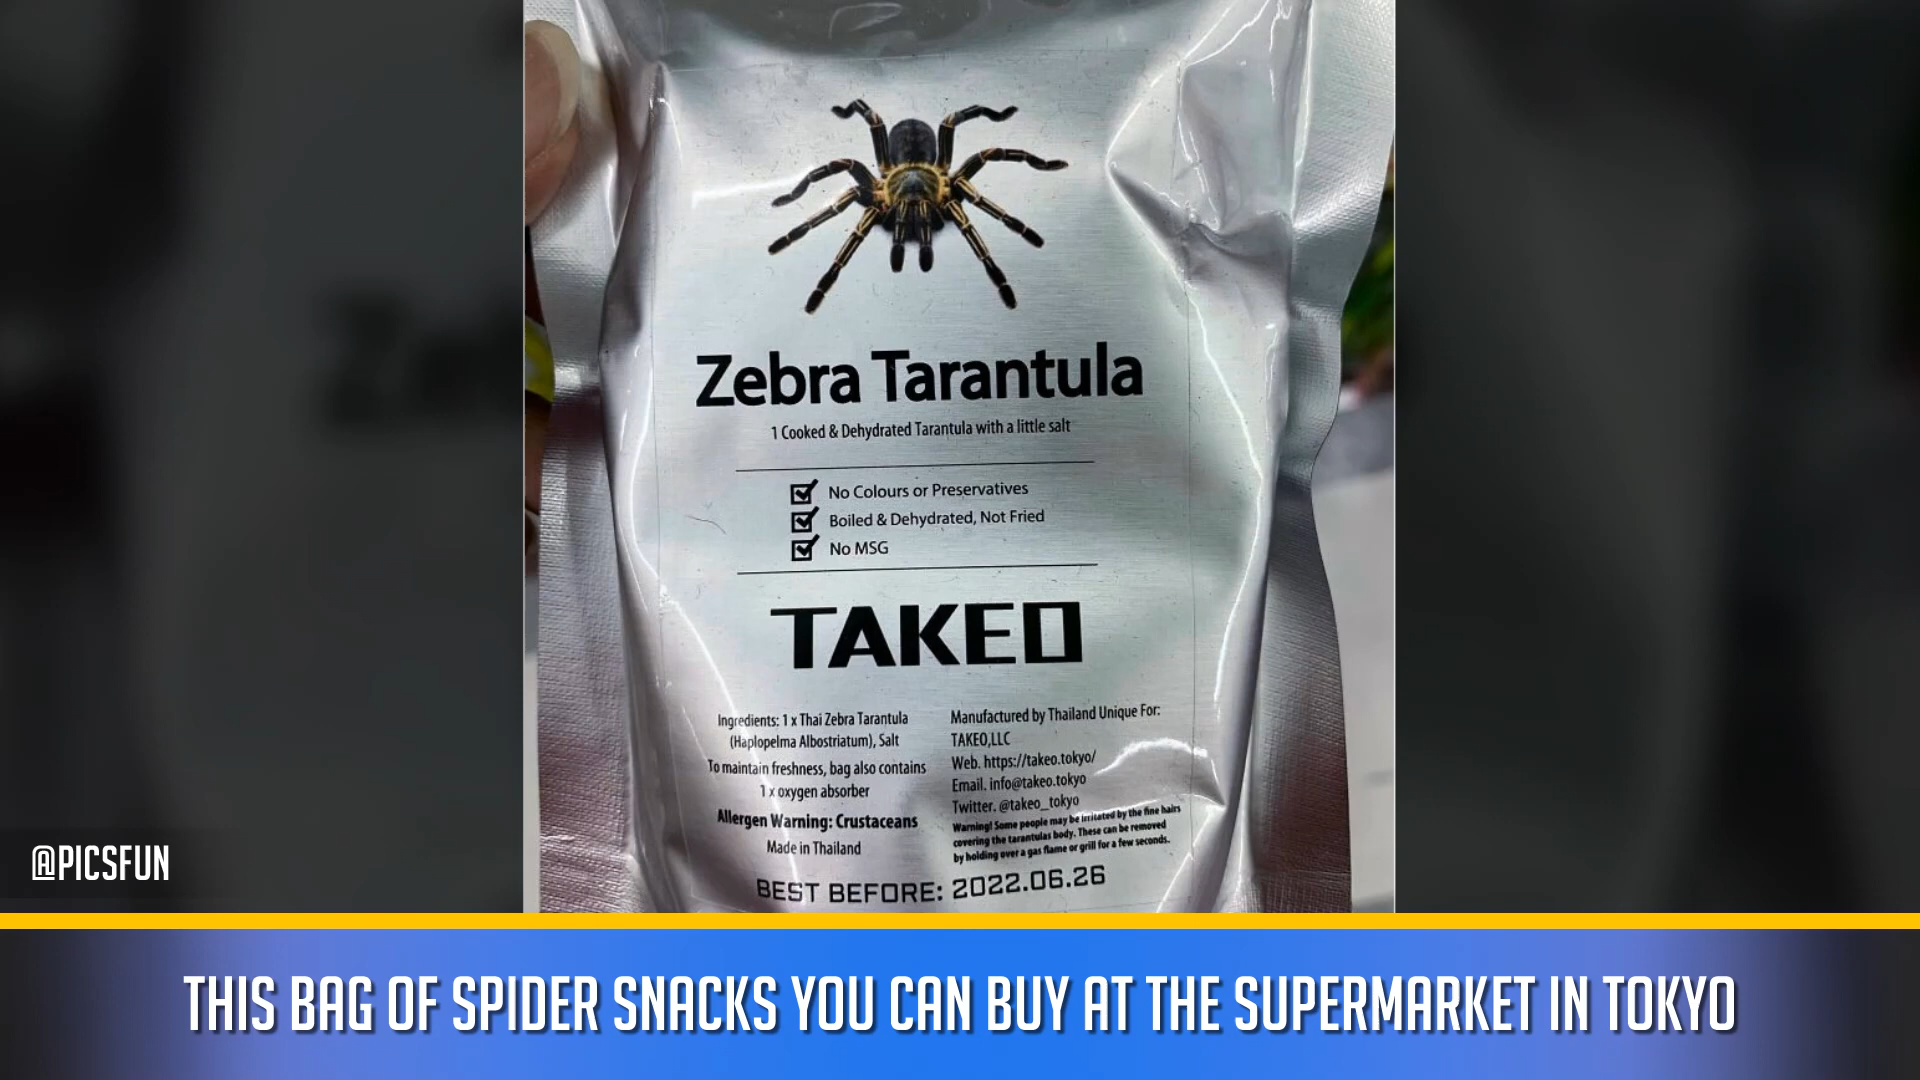 Zebra Tarantula
1 Cooked & Dehydrated Tarantula with a little salt
No Colours or Preservatives
Boiled & Dehydrated, Not Fried
No MSG
TAKEO
Ingredients: 1 x Thai Zebra Tarantula
(Haplopelma Albostriatum), Salt
To maintain freshness, bag also contains
1 x oxygen absorber
Allergen Warning: Crustaceans
Made in Thailand
Manufactured by Thailand Unique For:
TAKEO,LLC
Web. https://takeo.tokyo/
Email. info@takeo.tokyo
Twitter. @takeo_tokyo
Warning! Some people may be irritated by the fine hairs
covering the tarantulas body. These can be removed
by holding over a gas flame or grill for a few seconds.
BEST BEFORE: 2022.06.26
@PICSFUN
THIS BAG OF SPIDER SNACKS YOU CAN BUY AT THE SUPERMARKET IN TOKYO